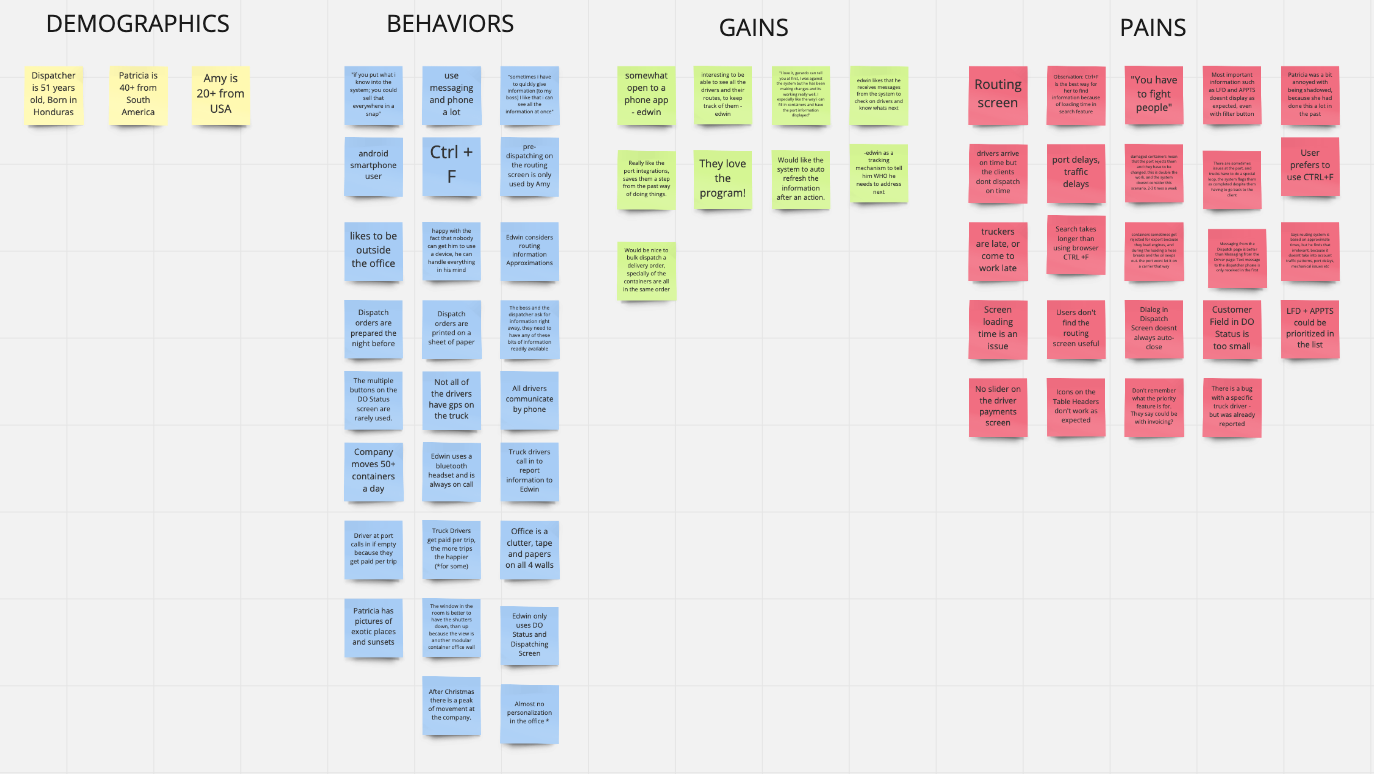 DEMOGRAPHICS
BEHAVIORS
GAINS
PAINS
Dispatcher
is 51 years
old, Born in
Honduras
Patricia is
40+ from
South
America
Amy is
20+ from
USA
"if you put what i
know into the
system; you could
sell that
everywhere in a
snap"
use
messaging
and phone
a lot
"sometimes i have
to quickly give
information (to my
boss) I like that i can
see all the
information at once"
android
smartphone
user
Ctrl +
F
pre-
dispatching on
the routing
screen is only
used by Amy
likes to be
outside
the office
happy with the
fact that nobody
can get him to use
a device, he can
handle everything
in his mind
Edwin considers
routing
information
Approximations
Dispatch
orders are
prepared the
night before
Dispatch
orders are
printed on a
sheet of paper
The boss and the
dispatcher ask for
information right
away, they need to
have any of these
bits of information
readily available
The multiple
buttons on the
DO Status
screen are
rarely used.
Not all of
the drivers
have gps on
the truck
All drivers
communicate
by phone
Company
moves 50+
containers
a day
Edwin uses a
bluetooth
headset and is
always on call
Truck drivers
call in to
report
information to
Edwin
Driver at port
calls in if empty
because they
get paid per trip
Truck Drivers
get paid per trip,
the more trips
the happier
(*for some)
Office is a
clutter, tape
and papers
on all 4 walls
Patricia has
pictures of
exotic places
and sunsets
The window in the
room is better to
have the shutters
down, than up
because the view is
another modular
container office wall
Edwin only
uses DO
Status and
Dispatching
Screen
After Christmas
there is a peak
of movement at
the company.
Almost no
personalization
in the office *
somewhat
open to a
phone app
- edwin
interesting to be
able to see all the
drivers and their
routes, to keep
track of them -
edwin
edwin likes that he
receives messages
from the system to
check on drivers and
know whats next
Really like the
port integrations,
saves them a step
from the past way
of doing things.
They love
the
program!
Would like the
system to auto
refresh the
information
after an action.
-edwin as a
tracking
mechanism to tell
him WHO he
needs to address
next
Would be nice to
bulk dispatch a
delivery order,
specially of the
containers are all
in the same order
Routing
screen
Observation: CtrlF
is the best way for
her to find
information because
of loading time in
search feature
"You have
to fight
people"
Most important
information such
as LFD and APPTS
doesnt display as
expected, even
with filter button
Patricia was a bit
annoyed with
being shadowed,
because she had
done this a lot in
the past
drivers arrive
on time but
the clients
dont dispatch
on time
port delays,
traffic
delays
User
prefers to
use CTRL+F
truckers
are late, or
come to
work late
Search takes
longer than
using browser
CTRL +F
Screen
loading
time is an
issue
Users don't
find the
routing
screen useful
Dialog in
Dispatch
Screen doesnt
always auto-
close
Customer
Field in DO
Status is
too small
LFD + APPTS
could be
prioritized in
the list
No slider on
the driver
payments
screen
Icons on the
Table Headers
don't work as
expected
Don't remember
what the priority
feature is for.
They say could be
with invoicing?
There is a bug
with a specific
truck driver -
but was already
reported